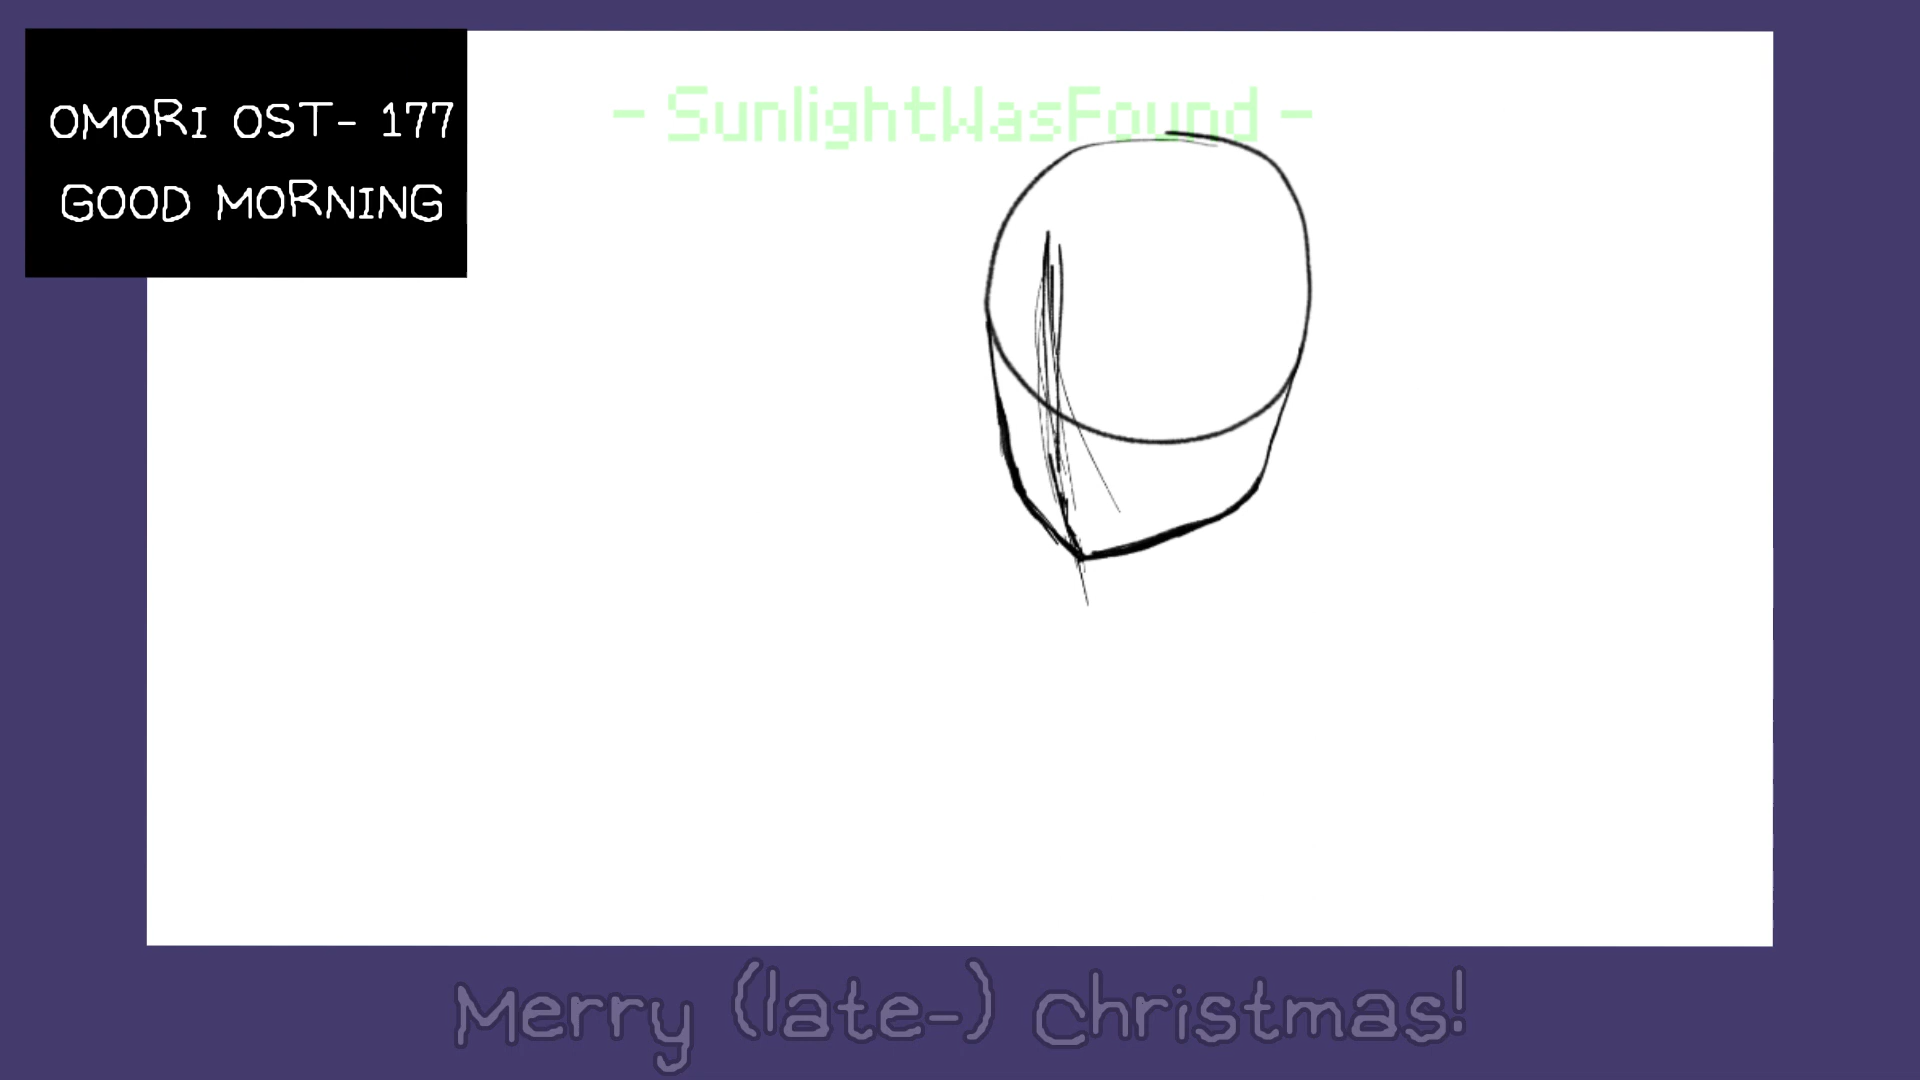 OMORI OST- 177
GOOD MORNING
- SunlightWasFound -
Merry (late-) Christmas!